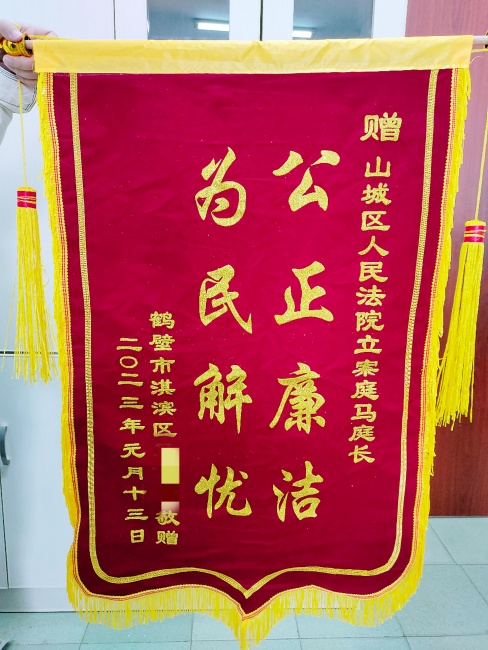 赠 山城区人民法院立案庭马庭长
公正廉洁
为民解忧
鹤壁市淇滨区 敬赠
二〇二三年元月十三日